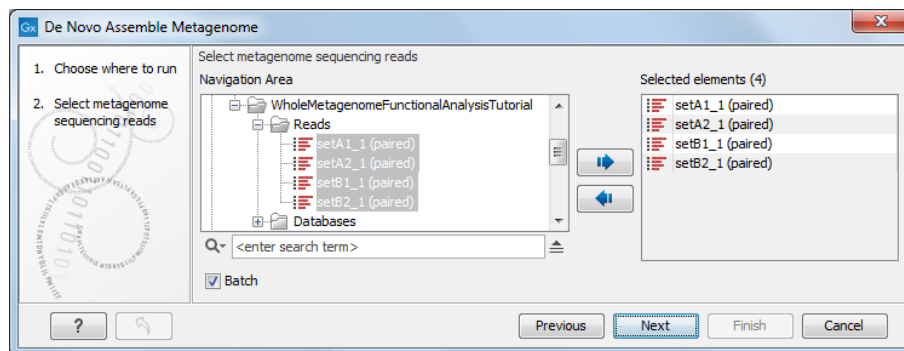 Gx De Novo Assemble Metagenome
1. Choose where to run
2. Select metagenome
sequencing reads
Select metagenome sequencing reads
Navigation Area
WholeMetagenomeFunctionalAnalysisTutorial
Reads
setA1_1 (paired)
setA2_1 (paired)
setB1_1 (paired)
setB2_1 (paired)
Databases
<enter search term>
Batch
Selected elements (4)
setA1_1 (paired)
setA2_1 (paired)
setB1_1 (paired)
setB2_1 (paired)
?
Previous
Next
Finish
Cancel